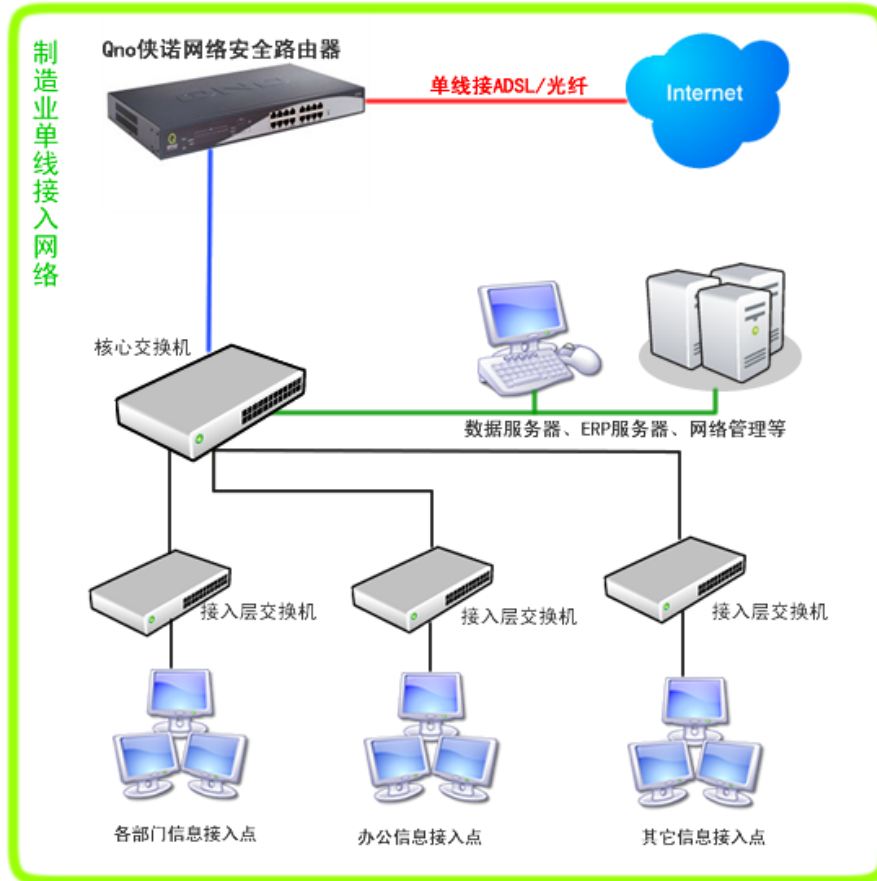 制造业单线接入网络
Qno侠诺网络安全路由器
单线接ADSL/光纤
Internet
核心交换机
数据服务器、ERP服务器、网络管理等
接入层交换机
接入层交换机
接入层交换机
各部门信息接入点
办公信息接入点
其它信息接入点